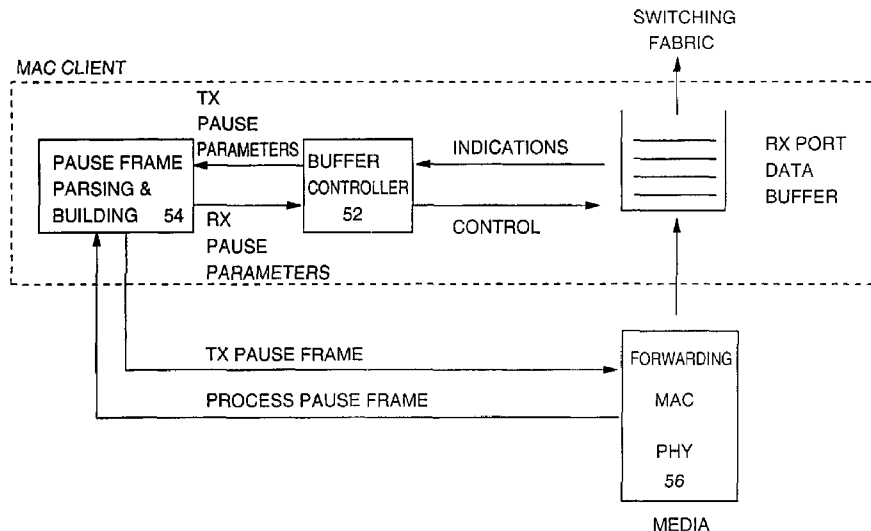 SWITCHING
FABRIC
MAC CLIENT
TX
PAUSE
PARAMETERS
PAUSE FRAME
PARSING &
BUILDING 54
BUFFER
CONTROLLER
52
INDICATIONS
CONTROL
RX PORT
DATA
BUFFER
RX
PAUSE
PARAMETERS
TX PAUSE FRAME
PROCESS PAUSE FRAME
FORWARDING
MAC
PHY
56
MEDIA